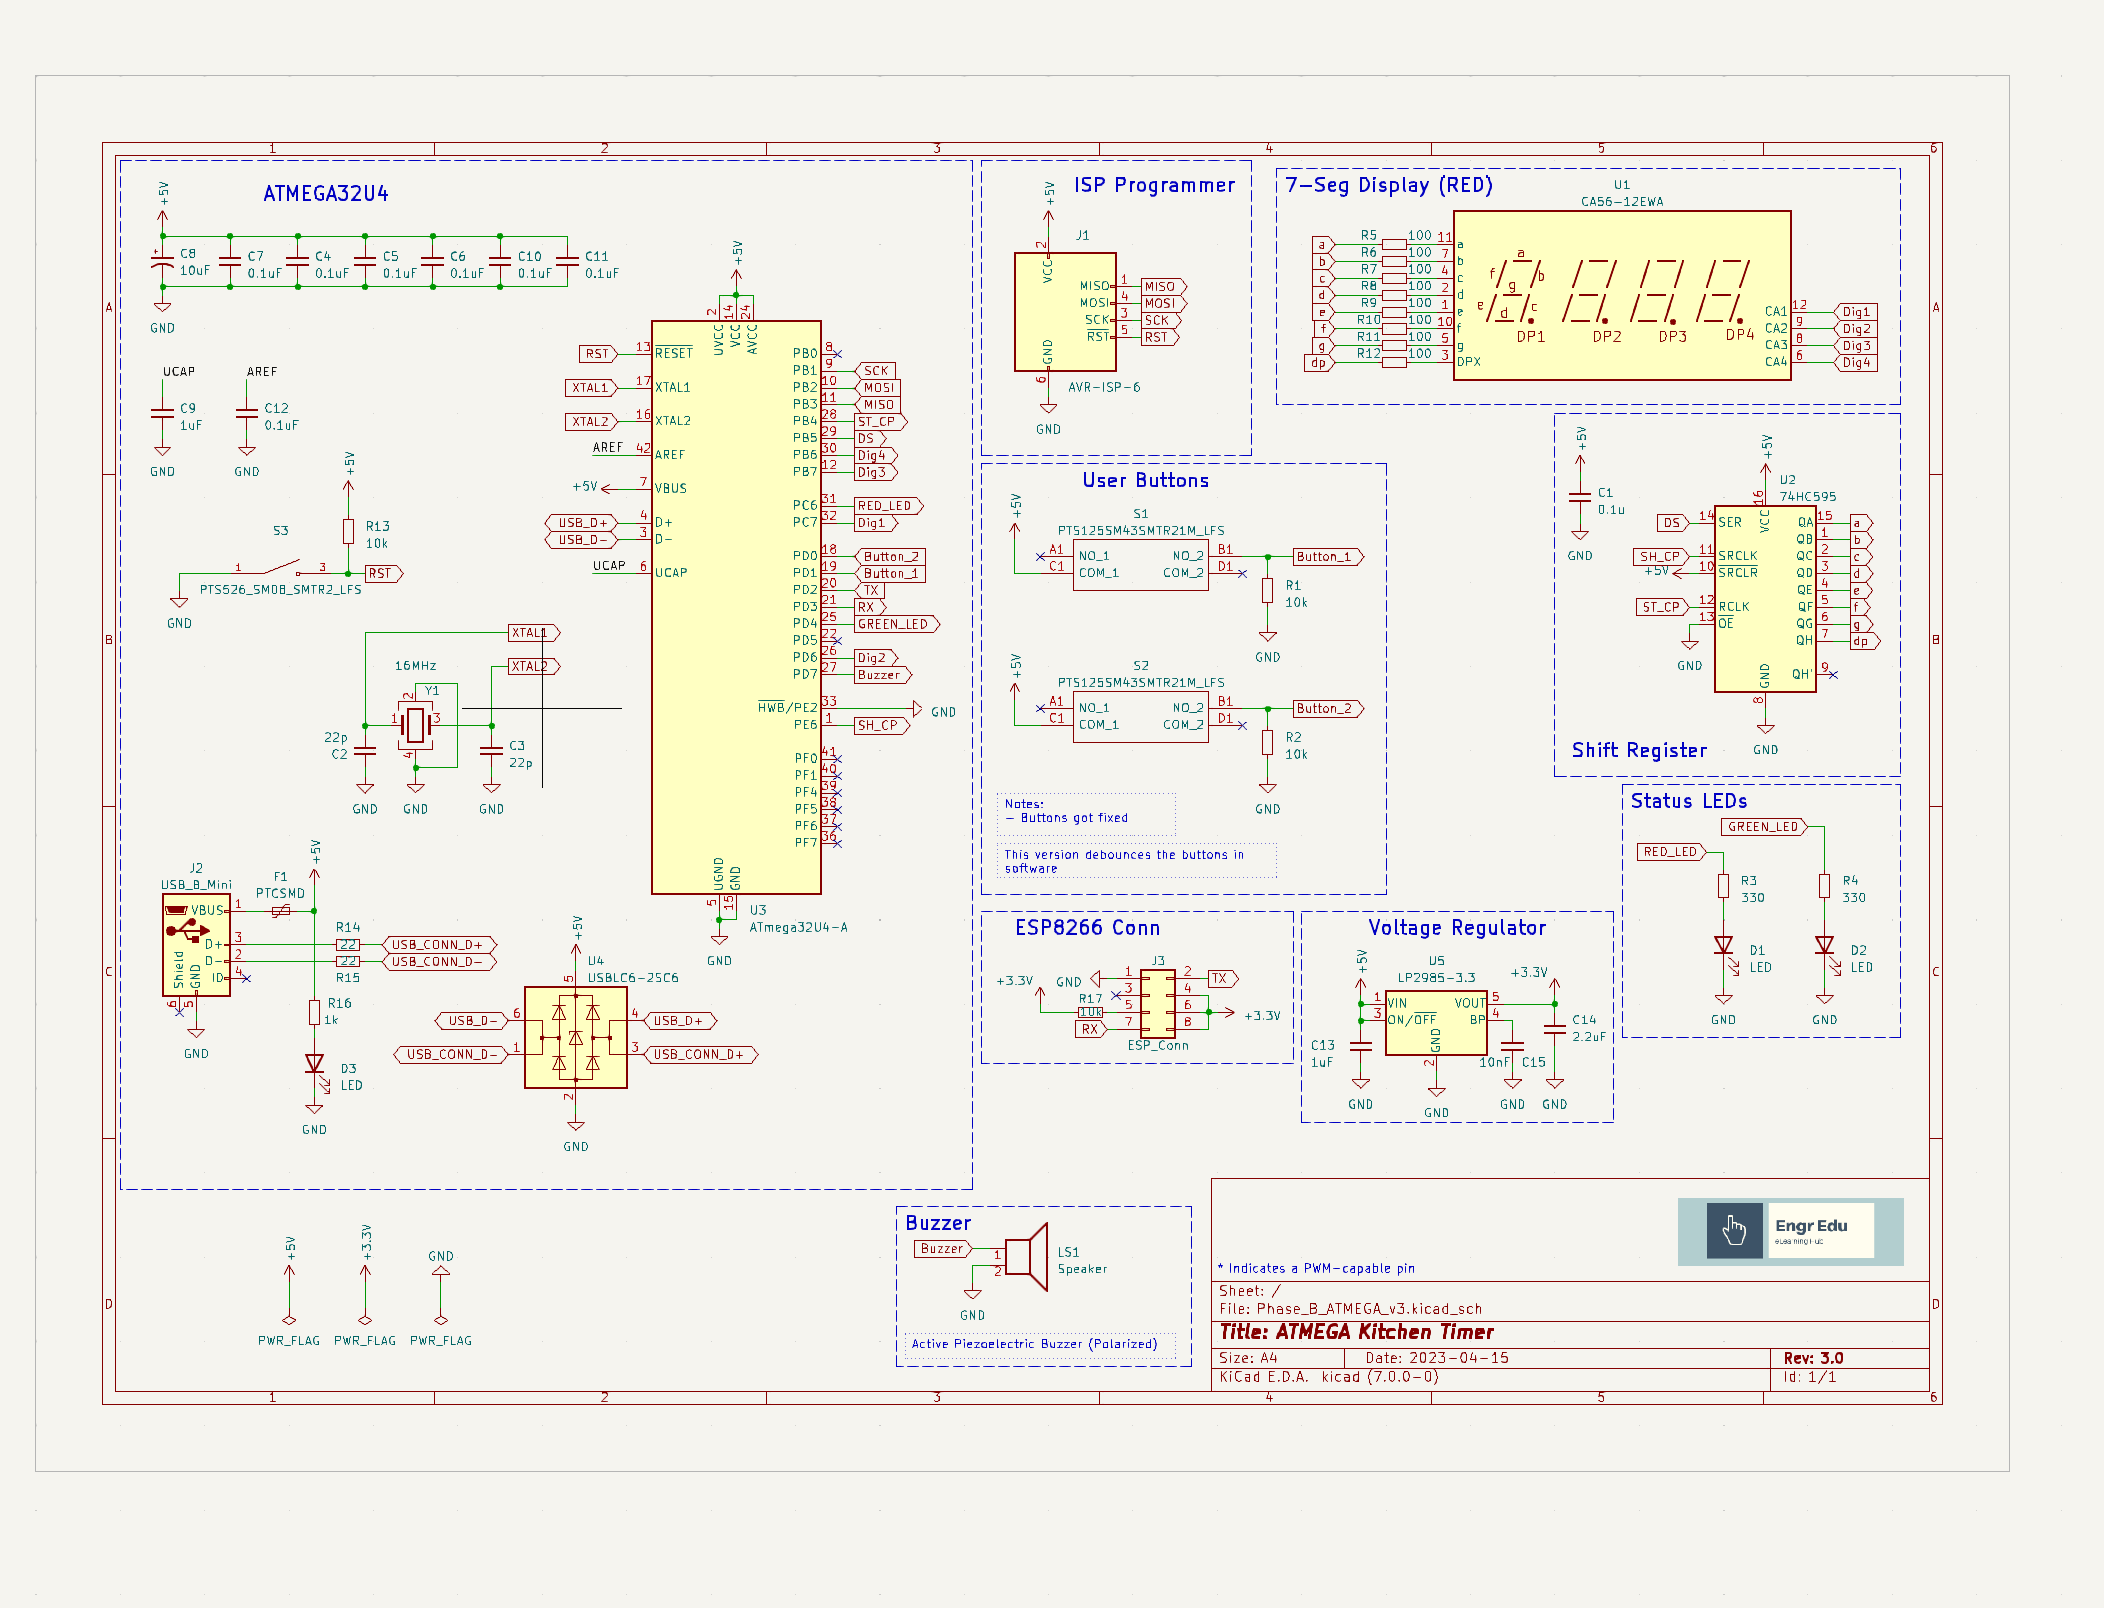 1 2 3 4 5 6
A B C D
ATMEGA32U4
+5V
C8
10uF
C7
0.1uF
C4
0.1uF
C5
0.1uF
C6
0.1uF
C10
0.1uF
C11
0.1uF
GND
UCAP
C9
1uF
GND
AREF
C12
0.1uF
GND
+5V
R13
10k
S3
1 3
RST
PTS526_SM08_SMTR2_LFS
GND
XTAL1
XTAL2
16MHz
Y1
1 2 3 4
22p
C2
C3
22p
GND GND GND
J2
USB_B_Mini
VBUS 1
D+ 3
D- 2
ID 4
Shield 6
GND 5
GND
F1
PTCSMD
+5V
R14
22
USB_CONN_D+
22
USB_CONN_D-
R15
R16
1k
D3
LED
GND
+5V
U4
USBLC6-2SC6
5
USB_D- 6
4 USB_D+
USB_CONN_D- 1
3 USB_CONN_D+
2
GND
+5V
2 14 24
UVCC VCC AVCC
RST 13 RESET
XTAL1 17 XTAL1
XTAL2 16 XTAL2
AREF 42 AREF
+5V 7 VBUS
USB_D+ 4 D+
USB_D- 3 D-
UCAP 6 UCAP
PB0 8
PB1 9 SCK
PB2 10 MOSI
PB3 11 MISO
PB4 28 ST_CP
PB5 29 DS
PB6 30 Dig4
PB7 12 Dig3
PC6 31 RED_LED
PC7 32 Dig1
PD0 18 Button_2
PD1 19 Button_1
PD2 20 TX
PD3 21 RX
PD4 25 GREEN_LED
PD5 22
PD6 26 Dig2
PD7 27 Buzzer
HWB/PE2 33 GND
PE6 1 SH_CP
PF0 41
PF1 40
PF4 39
PF5 38
PF6 37
PF7 36
UGND GND
5 15
U3
ATmega32U4-A
GND
ISP Programmer
+5V
J1
2
VCC
MISO 1 MISO
MOSI 4 MOSI
SCK 3 SCK
RST 5 RST
GND
6
AVR-ISP-6
GND
7-Seg Display (RED)
U1
CA56-12EWA
a R5 100 11 a
b R6 100 7 b
c R7 100 4 c
d R8 100 2 d
e R9 100 1 e
f R10 100 10 f
g R11 100 5 g
dp R12 100 3 DPX
a
f b
g
e c
d
DP1 DP2 DP3 DP4
CA1 12 Dig1
CA2 9 Dig2
CA3 8 Dig3
CA4 6 Dig4
User Buttons
+5V
S1
PTS125SM43SMTR21M_LFS
A1 NO_1 NO_2 B1 Button_1
C1 COM_1 COM_2 D1
R1
10k
GND
+5V
S2
PTS125SM43SMTR21M_LFS
A1 NO_1 NO_2 B1 Button_2
C1 COM_1 COM_2 D1
R2
10k
GND
Notes:
- Buttons got fixed
This version debounces the buttons in
software
+5V
C1
0.1u
GND
+5V
U2
74HC595
16
VCC
DS 14 SER
SH_CP 11 SRCLK
+5V 10 SRCLR
ST_CP 12 RCLK
13 OE
GND
QA 15 a
QB 1 b
QC 2 c
QD 3 d
QE 4 e
QF 5 f
QG 6 g
QH 7 dp
QH' 9
GND
8
GND
Shift Register
Status LEDs
GREEN_LED
RED_LED
R3
330
R4
330
D1
LED
D2
LED
GND GND
ESP8266 Conn
+3.3V
GND
R17
10k
RX
J3
1 2 TX
3 4
5 6
7 8
+3.3V
ESP_Conn
Voltage Regulator
+5V
U5
LP2985-3.3
+3.3V
1 VIN VOUT 5
3 ON/OFF BP 4
GND
2
C13
1uF
10nF C15
C14
2.2uF
GND GND GND GND
+5V +3.3V GND
PWR_FLAG PWR_FLAG PWR_FLAG
Buzzer
Buzzer
1
2
LS1
Speaker
GND
Active Piezoelectric Buzzer (Polarized)
Engr Edu
eLearning Hub
* Indicates a PWM-capable pin
Sheet: /
File: Phase_B_ATMEGA_v3.kicad_sch
Title: ATMEGA Kitchen Timer
Size: A4 Date: 2023-04-15 Rev: 3.0
KiCad E.D.A. kicad (7.0.0-0) Id: 1/1
1 2 3 4 5 6